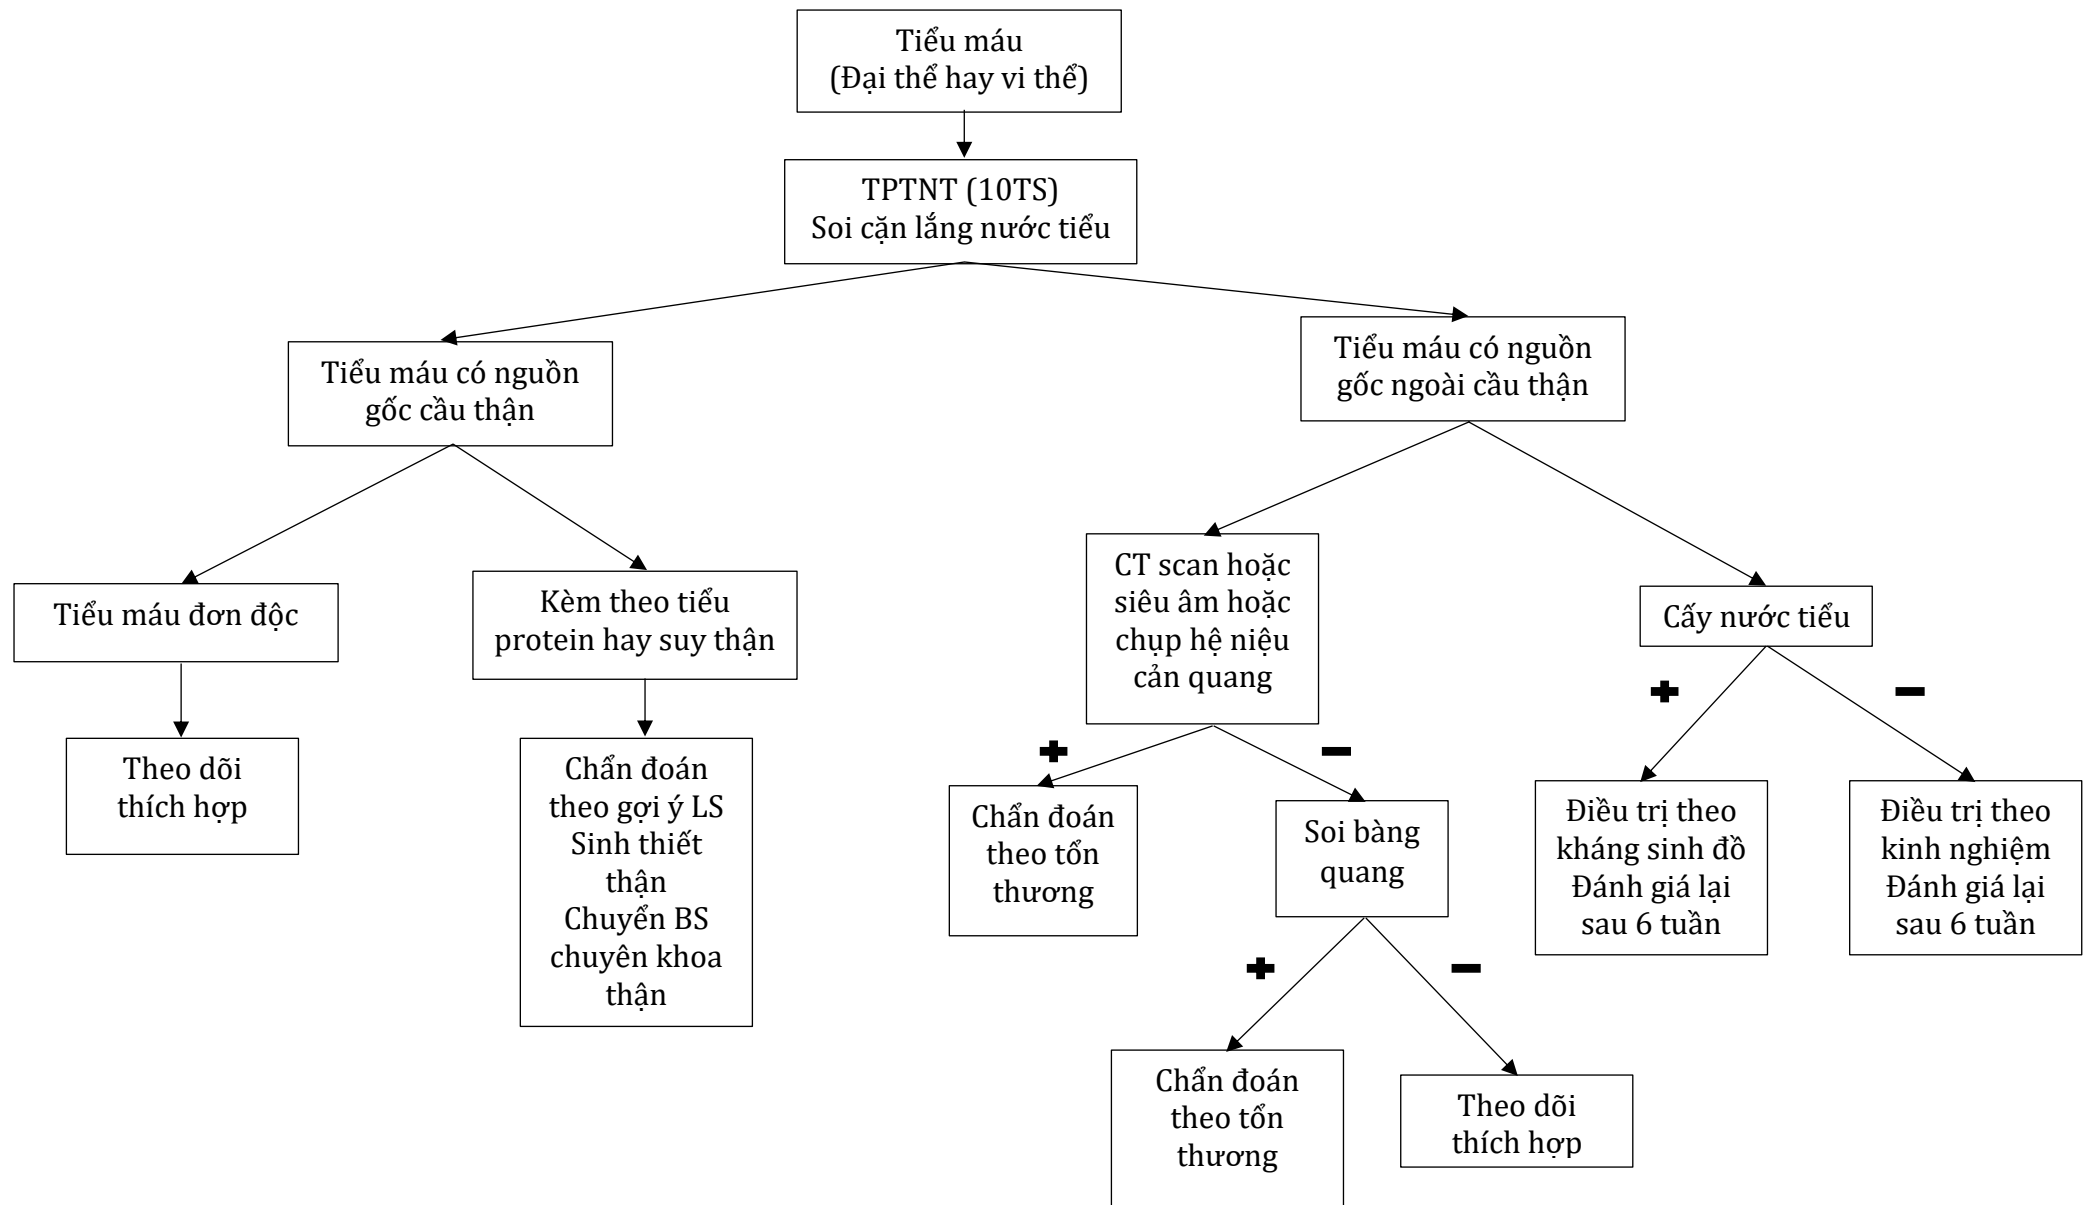 Tiểu máu
(Đại thể hay vi thể)
TPTNT (10TS)
Soi cặn lắng nước tiểu
Tiểu máu có nguồn
gốc cầu thận
Tiểu máu có nguồn
gốc ngoài cầu thận
Tiểu máu đơn độc
Kèm theo tiểu
protein hay suy thận
CT scan hoặc
siêu âm hoặc
chụp hệ niệu
cản quang
Cấy nước tiểu
+
-
+
-
Theo dõi
thích hợp
Chẩn đoán
theo gợi ý LS
Sinh thiết
thận
Chuyển BS
chuyên khoa
thận
Chẩn đoán
theo tổn
thương
Soi bàng
quang
Điều trị theo
kháng sinh đồ
Đánh giá lại
sau 6 tuần
Điều trị theo
kinh nghiệm
Đánh giá lại
sau 6 tuần
+
-
Chẩn đoán
theo tổn
thương
Theo dõi
thích hợp